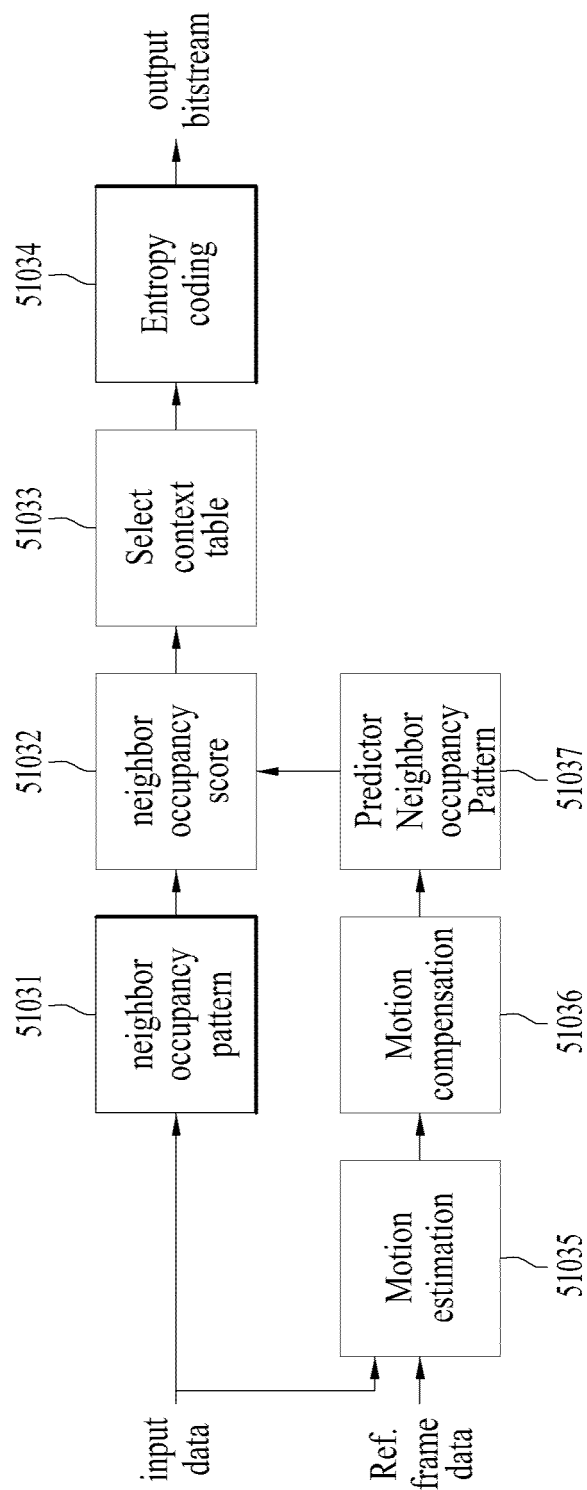 input
data
51031
neighbor
occupancy
pattern
51032
neighbor
occupancy
score
51033
Select
context
table
51034
Entropy
coding
output
bitstream
Ref.
frame
data
Motion
estimation
51035
Motion
compensation
51036
Predictor
Neighbor
occupancy
Pattern
51037